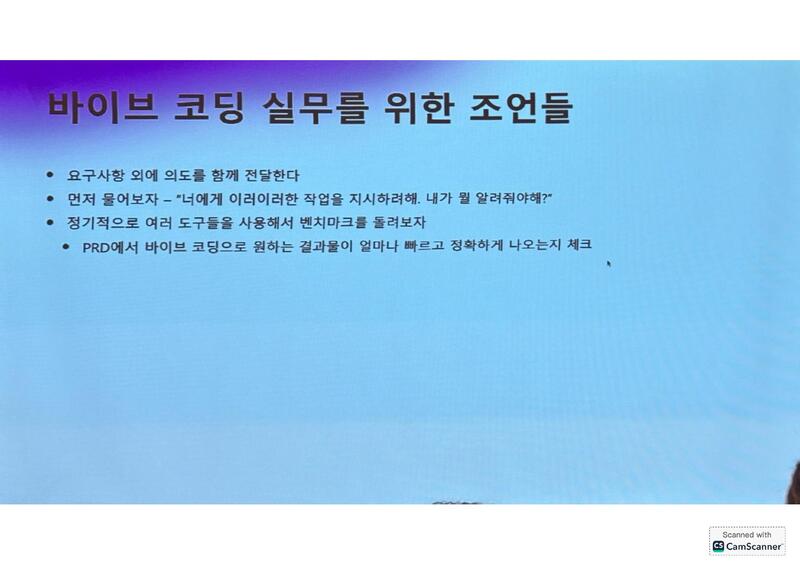 바이브 코딩 실무를 위한 조언들
• 요구사항 외에 의도를 함께 전달한다
• 먼저 물어보자 – "너에게 이러이러한 작업을 지시하려해. 내가 뭘 알려줘야해?"
• 정기적으로 여러 도구들을 사용해서 벤치마크를 돌려보자
• PRD에서 바이브 코딩으로 원하는 결과물이 얼마나 빠르고 정확하게 나오는지 체크
Scanned with
CS CamScanner